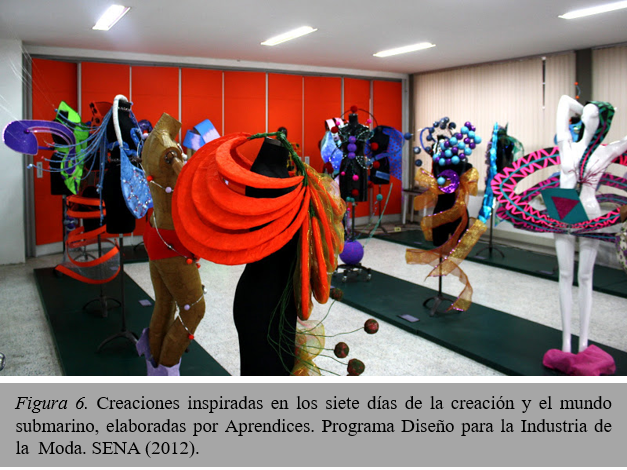 Figura 6. Creaciones inspiradas en los siete días de la creación y el mundo
submarino, elaboradas por Aprendices. Programa Diseño para la Industria de
la Moda. SENA (2012).